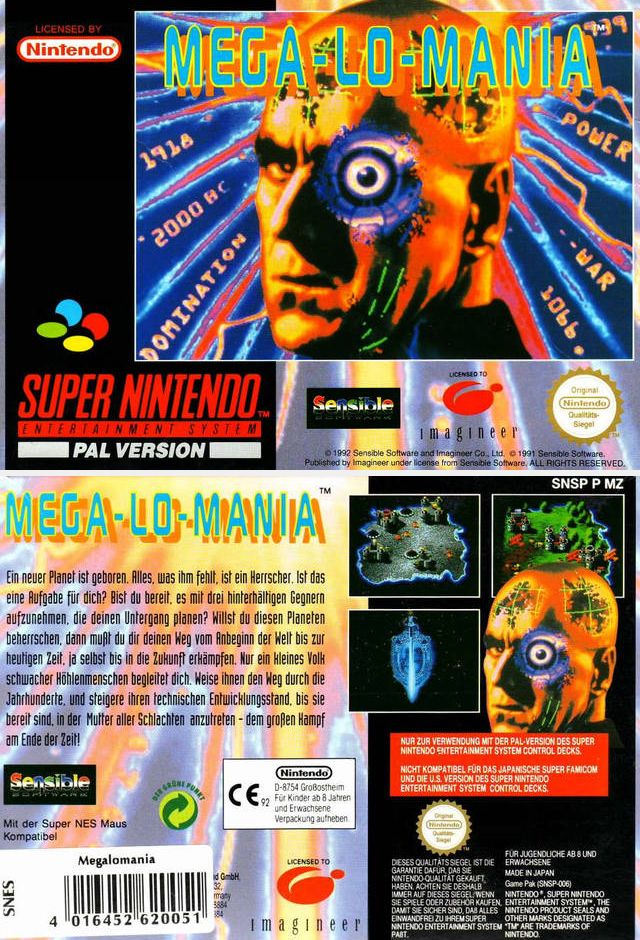 LICENSED BY
Nintendo®
MEGA-LO-MANIA™
1918
2000 BC
DOMINATION
POWER
--WAR
1066.
SUPER NINTENDO™
ENTERTAINMENT SYSTEM
PAL VERSION
Sensible
SOFTWARE
LICENSED TO
imagineer
Original
Nintendo
Qualitäts-
Siegel
TM
© 1992 Sensible Software and Imagineer Co., Ltd. © 1991 Sensible Software.
Published by Imagineer under license from Sensible Software. ALL RIGHTS RESERVED.
MEGA-LO-MANIA™
SNSP P MZ
Ein neuer Planet ist geboren. Alles, was ihm fehlt, ist ein Herrscher. Ist das
eine Aufgabe für dich? Bist du bereit, es mit drei hinterhältigen Gegnern
aufzunehmen, die deinen Untergang planen? Willst du diesen Planeten
beherrschen, dann mußt du dir deinen Weg vom Anbeginn der Welt bis zur
heutigen Zeit, ja selbst bis in die Zukunft erkämpfen. Nur ein kleines Volk
schwacher Höhlenmenschen begleitet dich. Weise ihnen den Weg durch die
Jahrhunderte, und steigere ihren technischen Entwicklungsstand, bis sie
bereit sind, in der Mutter aller Schlachten anzutreten - dem großen Kampf
am Ende der Zeit!
NUR ZUR VERWENDUNG MIT DER PAL-VERSION DES SUPER
NINTENDO ENTERTAINMENT SYSTEM CONTROL DECKS.
NICHT KOMPATIBEL FÜR DAS JAPANISCHE SUPER FAMICOM
UND DIE U.S. VERSION DES SUPER NINTENDO
ENTERTAINMENT SYSTEM CONTROL DECKS.
Sensible
SOFTWARE
DER GRÜNE PUNKT
CE 92
Nintendo®
D-8754 Großostheim
Für Kinder ab 8 Jahren
und Erwachsene
Verpackung aufheben
Mit der Super NES Maus
Kompatibel
Original
Nintendo
Qualitäts-
Siegel
TM
Megalomania
SNES
4 016452 620051
LICENSED TO
imagineer
DIESES QUALITÄTSSIEGEL IST DIE
GARANTIE DAFÜR, DAß SIE
NINTENDO-QUALITÄT GEKAUFT
HABEN. ACHTEN SIE DESHALB
IMMER AUF DIESES SIEGEL, WENN
SIE SPIELE ODER ZUBEHÖR KAUFEN,
DAMIT SIE SICHER SIND, DAß ALLES
EINWANDFREI ZU IHREM SUPER
NINTENDO ENTERTAINMENT SYSTEM
PAßT.
FÜR JUGENDLICHE AB 8 UND
ERWACHSENE
MADE IN JAPAN
Game Pak (SNSP-006)
NINTENDO®, SUPER NINTENDO
ENTERTAINMENT SYSTEM™, THE
NINTENDO PRODUCT SEALS AND
OTHER MARKS DESIGNATED AS
"TM" ARE TRADEMARKS OF
NINTENDO.